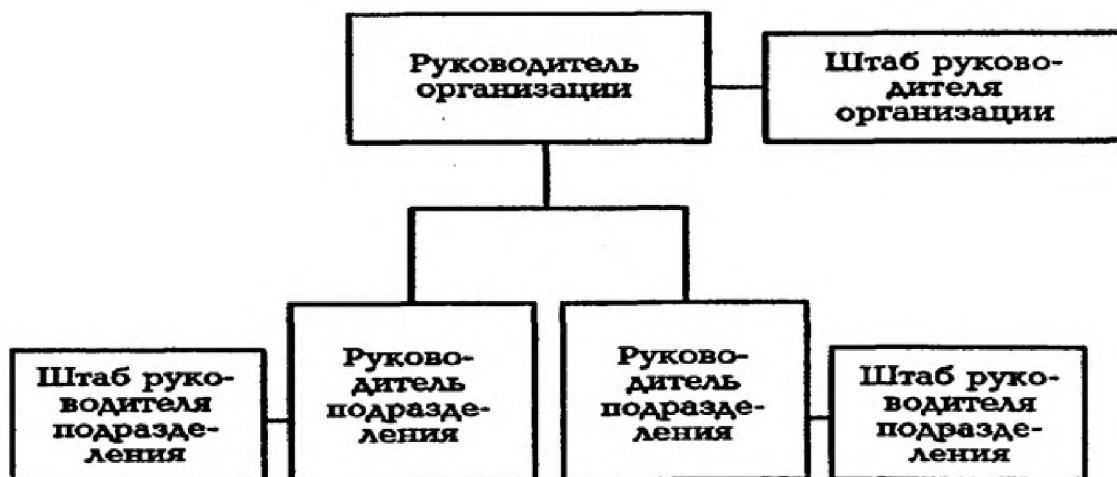 Руководитель
организации
Штаб руково-
дителя
организации
Штаб руко-
водителя
подразде-
ления
Руково-
дитель
подразде-
ления
Руково-
дитель
подразде-
ления
Штаб руко-
водителя
подразде-
ления